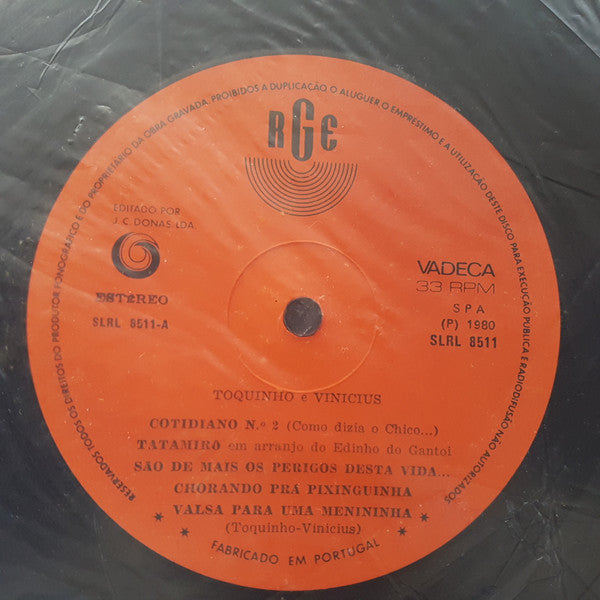 RESERVADOS TODOS OS DIREITOS DO PRODUTOR FONOGRÁFICO E DO PROPRIETÁRIO DA OBRA GRAVADA. PROIBIDOS A DUPLICAÇÃO O ALUGUER O EMPRÉSTIMO E A UTILIZAÇÃO DESTE DISCO PARA EXECUÇÃO PÚBLICA E RADIODIFUSÃO NÃO AUTORIZADOS
RGE
EDITADO POR
J.C. DONAS, LDA.
ESTéREO
SLRL 8511-A
VADECA
33 RPM
SPA
(P) 1980
SLRL 8511
TOQUINHO e VINICIUS
COTIDIANO N.º 2 (Como dizia o Chico...)
TATAMIRÔ em arranjo do Edinho do Gantoi
SÃO DE MAIS OS PERIGOS DESTA VIDA...
CHORANDO PRÁ PIXINGUINHA
* VALSA PARA UMA MENININHA *
* (Toquinho-Vinicius) *
* FABRICADO EM PORTUGAL *